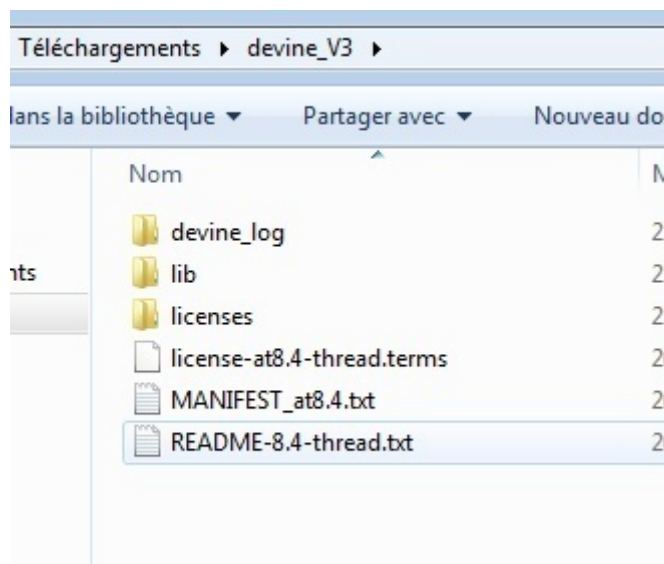 Téléchargements ▸ devine_V3 ▸
dans la bibliothèque ▼ Partager avec ▼ Nouveau do
Nom
devine_log
lib
nts
licenses
license-at8.4-thread.terms
MANIFEST_at8.4.txt
README-8.4-thread.txt